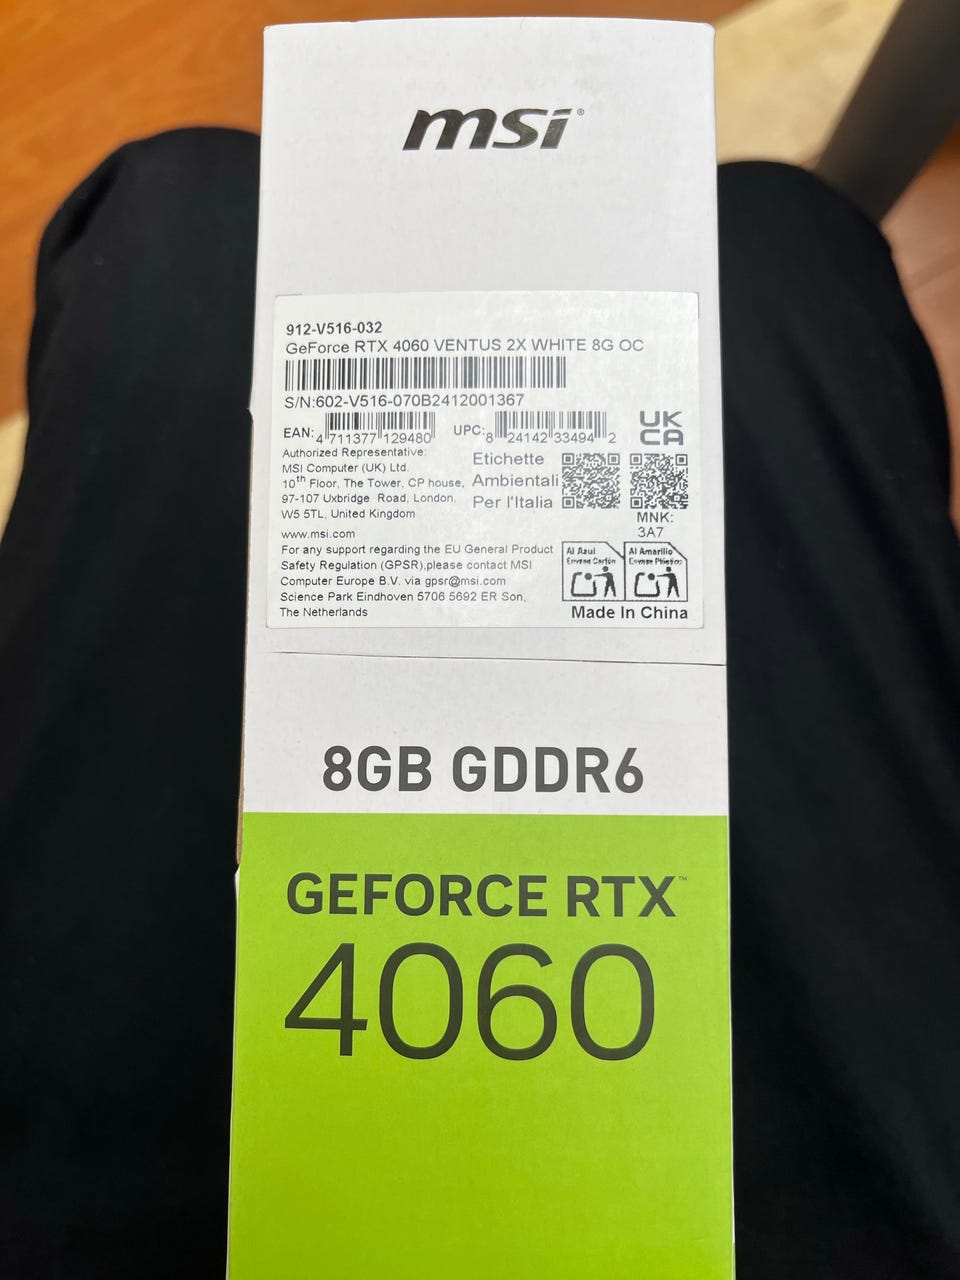 msi®
912-V516-032
GeForce RTX 4060 VENTUS 2X WHITE 8G OC
S/N:602-V516-070B2412001367
EAN: 4 711377 129480
UPC: 8 24142 33494 2
UK
CA
Authorized Representative:
MSI Computer (UK) Ltd.
10th Floor, The Tower, CP house,
97-107 Uxbridge Road, London,
W5 5TL, United Kingdom
Etichette
Ambientali
Per l'Italia
MNK:
3A7
www.msi.com
For any support regarding the EU General Product
Safety Regulation (GPSR),please contact MSI
Computer Europe B.V. via gpsr@msi.com
Science Park Eindhoven 5706 5692 ER Son,
The Netherlands
Al Azul
Envase Cartón
Al Amarillo
Envase Plástico
Made In China
8GB GDDR6
GEFORCE RTX™
4060